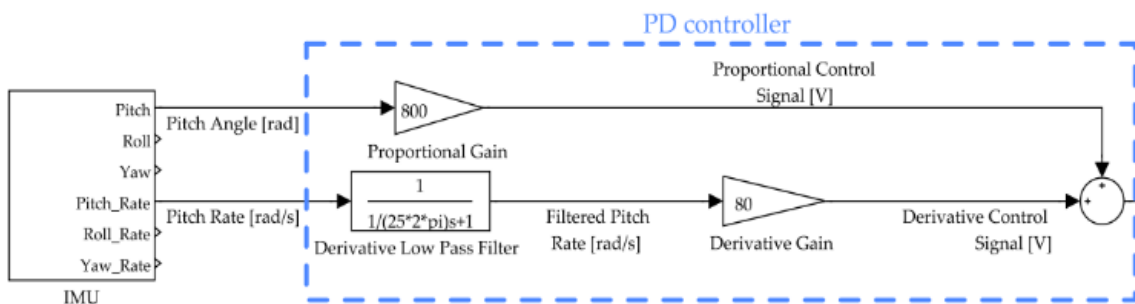 PD controller
Proportional Control
Signal [V]
Pitch
Pitch Angle [rad]
800
Roll
Proportional Gain
Yaw
Pitch_Rate
Pitch Rate [rad/s]
1
1/(25*2*pi)s+1
Derivative Low Pass Filter
Filtered Pitch
Rate [rad/s]
80
Derivative Gain
Derivative Control
Signal [V]
+
+
Roll_Rate
Yaw_Rate
IMU